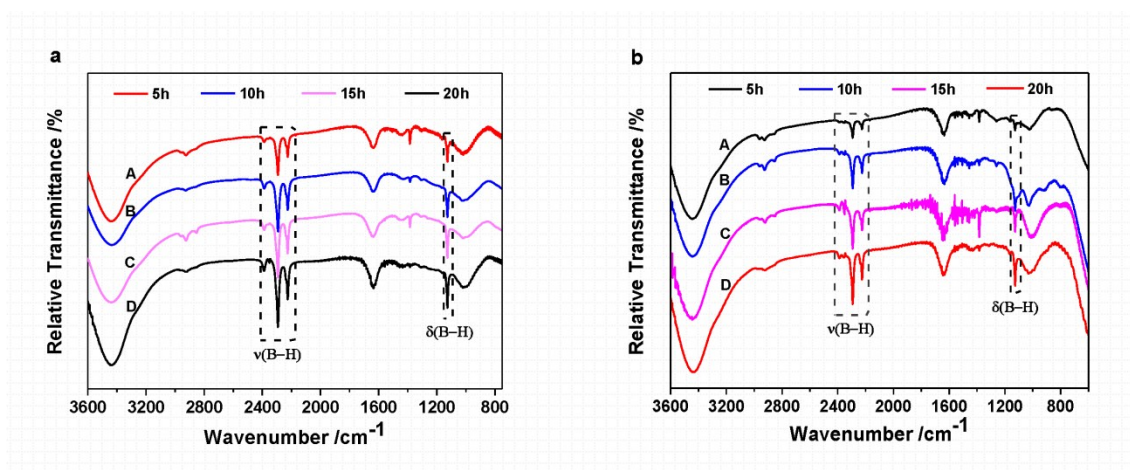 a
5h 10h 15h 20h
A
B
C
D
ν(B–H)
δ(B–H)
Relative Transmittance /%
3600 3200 2800 2400 2000 1600 1200 800
Wavenumber /cm⁻¹
b
5h 10h 15h 20h
A
B
C
D
ν(B–H)
δ(B–H)
Relative Transmittance /%
3600 3200 2800 2400 2000 1600 1200 800
Wavenumber /cm⁻¹